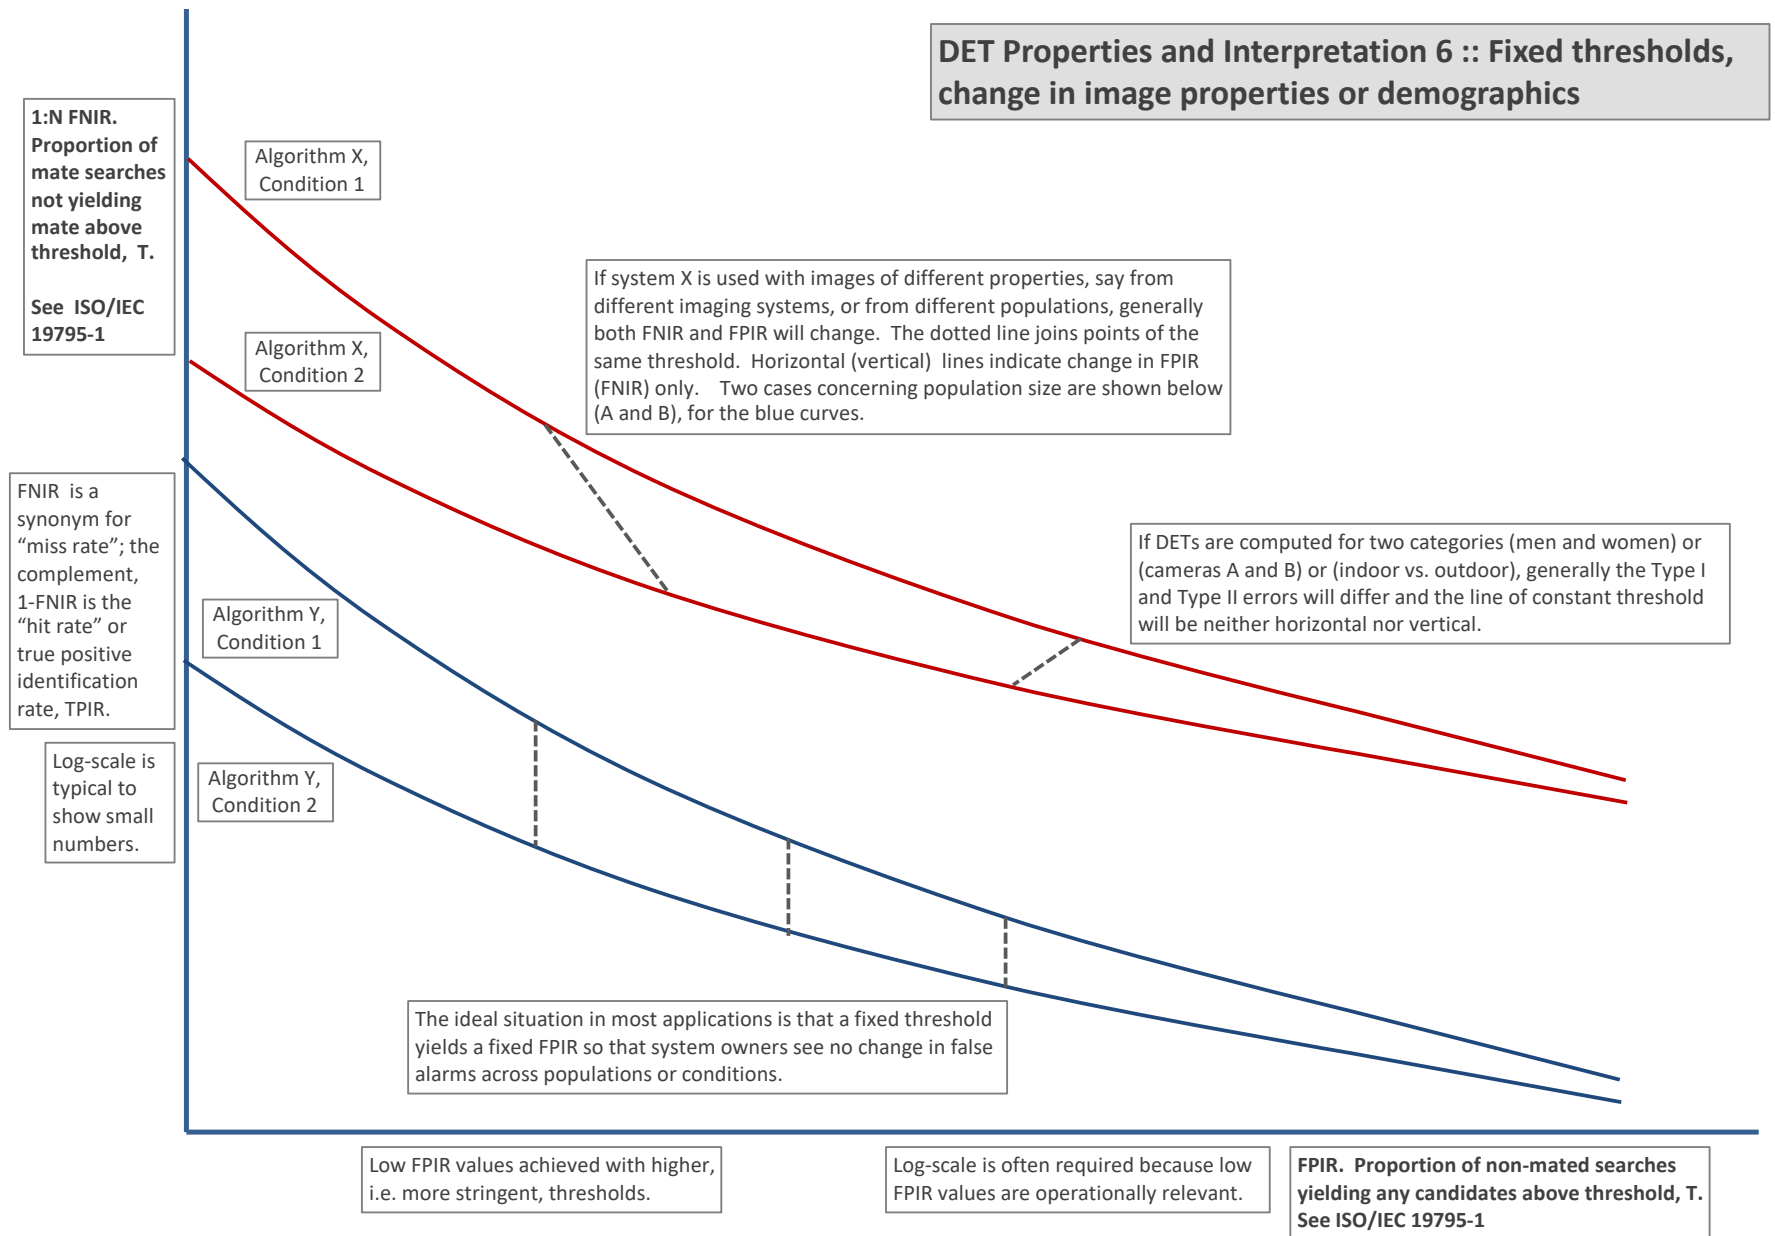 DET Properties and Interpretation 6 :: Fixed thresholds,
change in image properties or demographics
1:N FNIR.
Proportion of
mate searches
not yielding
mate above
threshold, T.
See ISO/IEC
19795-1
Algorithm X,
Condition 1
If system X is used with images of different properties, say from
different imaging systems, or from different populations, generally
both FNIR and FPIR will change. The dotted line joins points of the
same threshold. Horizontal (vertical) lines indicate change in FPIR
(FNIR) only. Two cases concerning population size are shown below
(A and B), for the blue curves.
Algorithm X,
Condition 2
FNIR is a
synonym for
“miss rate”; the
complement,
1-FNIR is the
“hit rate” or
true positive
identification
rate, TPIR.
If DETs are computed for two categories (men and women) or
(cameras A and B) or (indoor vs. outdoor), generally the Type I
and Type II errors will differ and the line of constant threshold
will be neither horizontal nor vertical.
Algorithm Y,
Condition 1
Log-scale is
typical to
show small
numbers.
Algorithm Y,
Condition 2
The ideal situation in most applications is that a fixed threshold
yields a fixed FPIR so that system owners see no change in false
alarms across populations or conditions.
Low FPIR values achieved with higher,
i.e. more stringent, thresholds.
Log-scale is often required because low
FPIR values are operationally relevant.
FPIR. Proportion of non-mated searches
yielding any candidates above threshold, T.
See ISO/IEC 19795-1